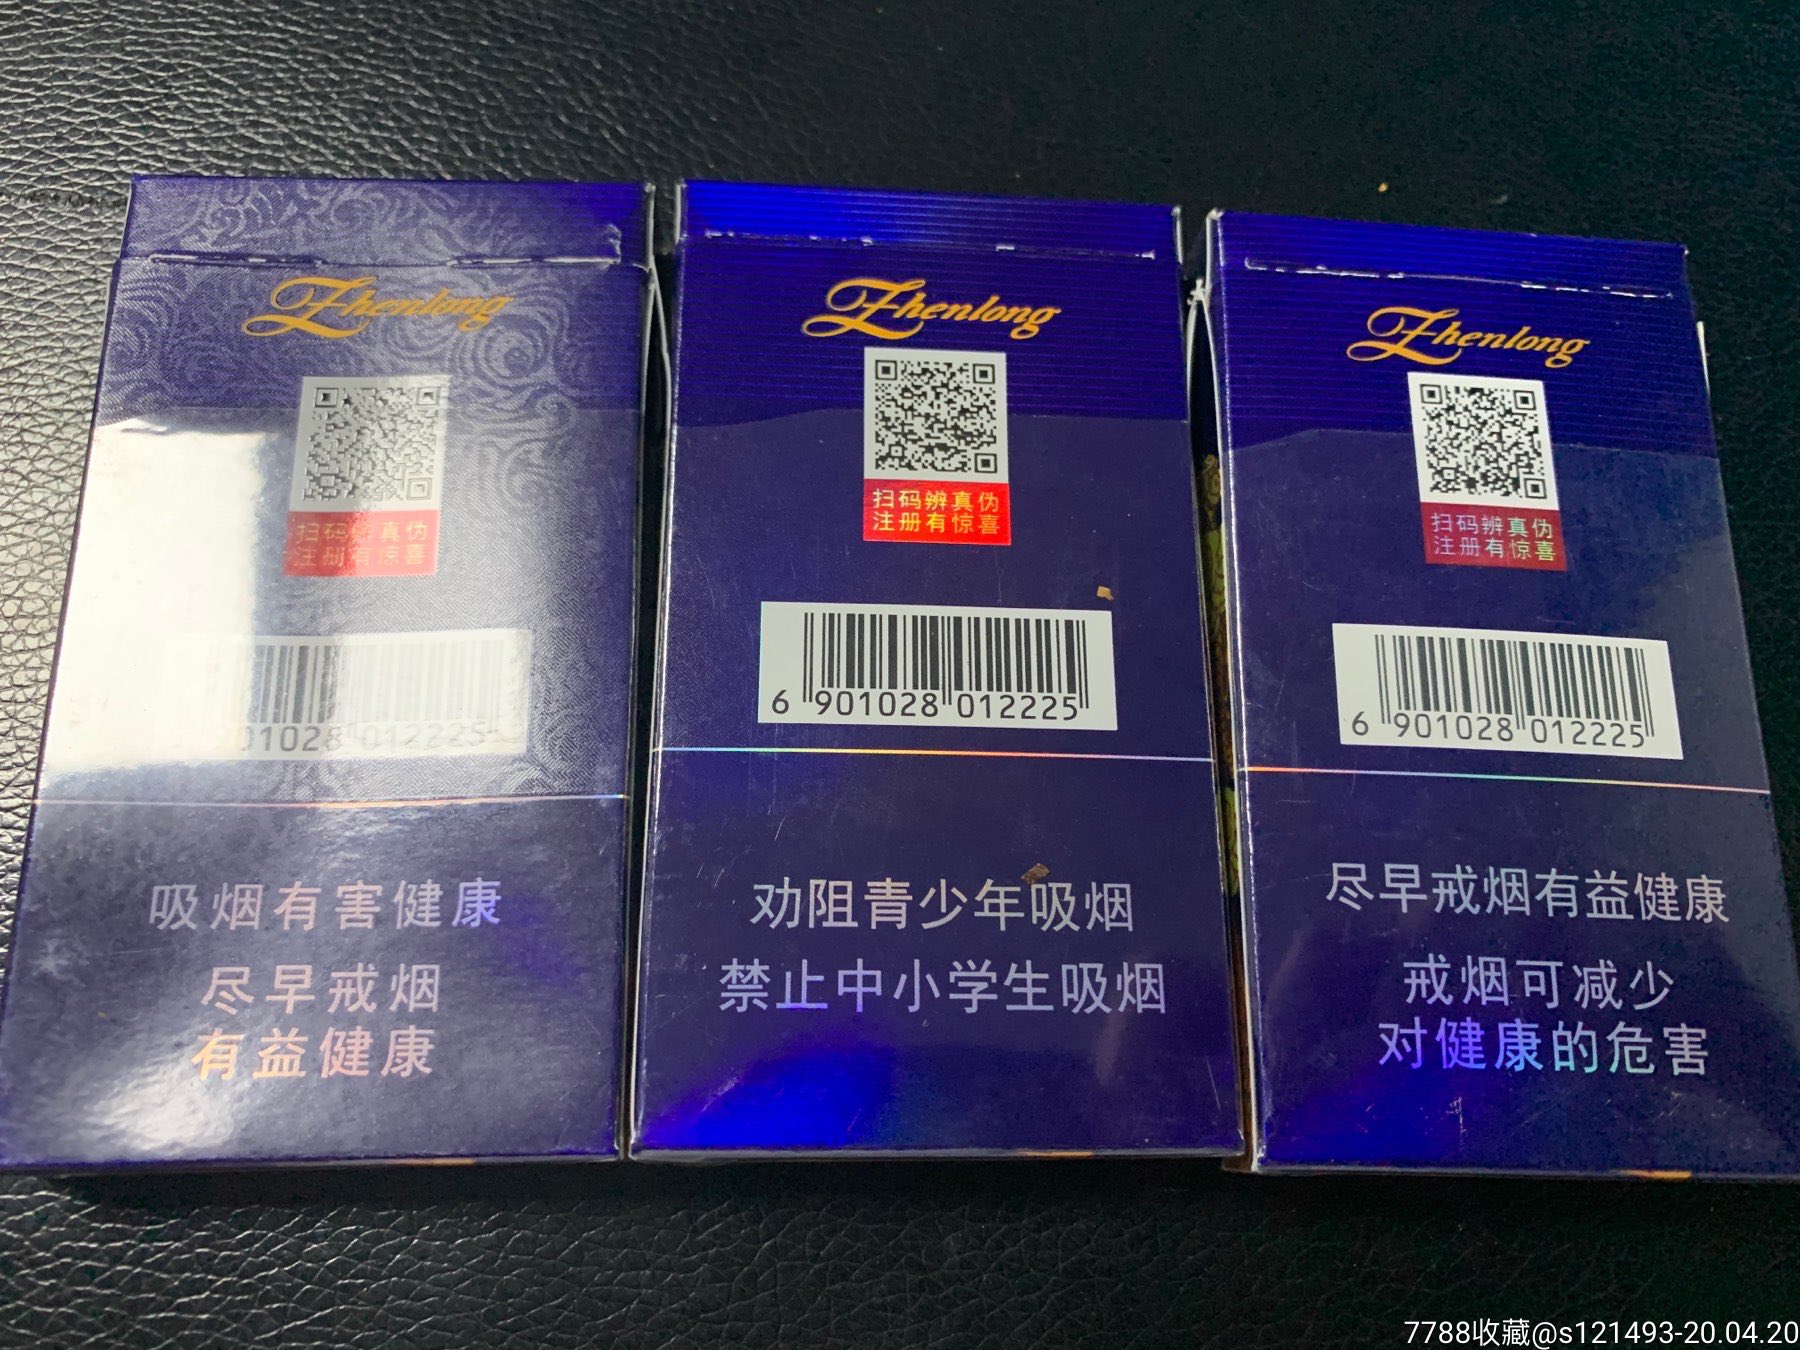 Zhenlong
扫码辨真伪
注册有惊喜
01028 012225
吸烟有害健康
尽早戒烟
有益健康
Zhenlong
扫码辨真伪
注册有惊喜
6 901028 012225
劝阻青少年吸烟
禁止中小学生吸烟
Zhenlong
扫码辨真伪
注册有惊喜
6 901028 012225
尽早戒烟有益健康
戒烟可减少
对健康的危害
7788收藏@s121493-20.04.20